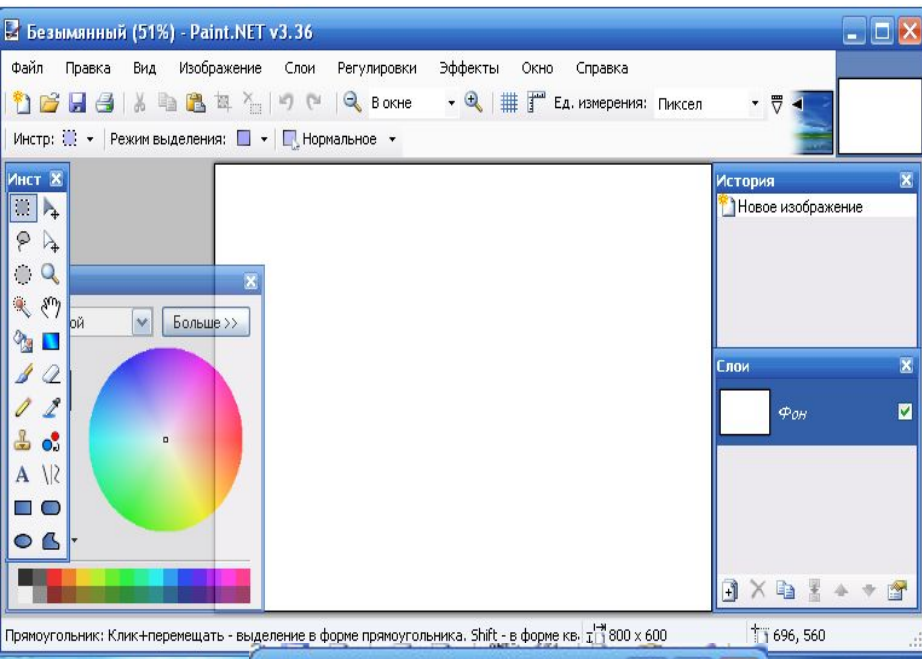 Безымянный (51%) - Paint.NET v3.36
Файл Правка Вид Изображение Слои Регулировки Эффекты Окно Справка
В окне Ед. измерения: Пиксел
Инстр: Режим выделения: Нормальное
Инст
История
Новое изображение
ой Больше >>
Слои
Фон
Прямоугольник: Клик+перемещать - выделение в форме прямоугольника. Shift - в форме кв. 800 x 600 696, 560